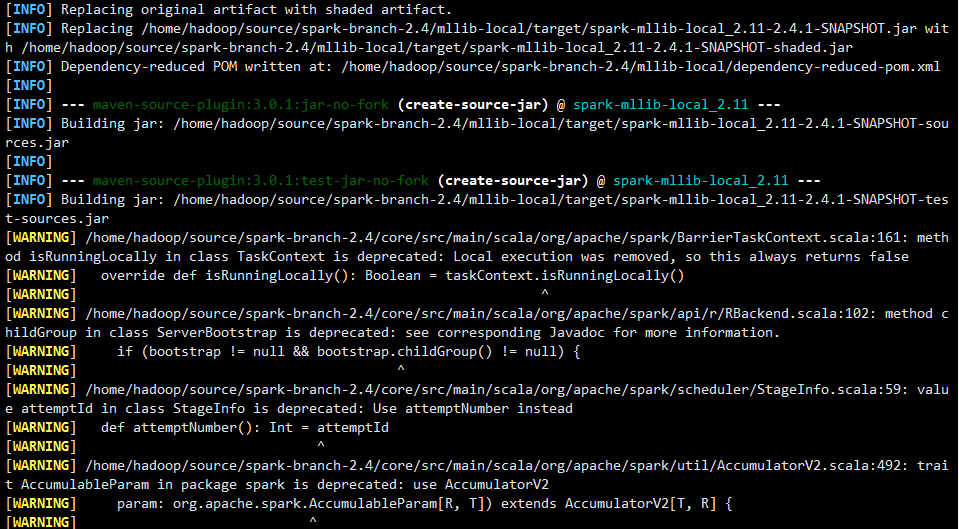 [INFO] Replacing original artifact with shaded artifact.
[INFO] Replacing /home/hadoop/source/spark-branch-2.4/mllib-local/target/spark-mllib-local_2.11-2.4.1-SNAPSHOT.jar wit
h /home/hadoop/source/spark-branch-2.4/mllib-local/target/spark-mllib-local_2.11-2.4.1-SNAPSHOT-shaded.jar
[INFO] Dependency-reduced POM written at: /home/hadoop/source/spark-branch-2.4/mllib-local/dependency-reduced-pom.xml
[INFO]
[INFO] --- maven-source-plugin:3.0.1:jar-no-fork (create-source-jar) @ spark-mllib-local_2.11 ---
[INFO] Building jar: /home/hadoop/source/spark-branch-2.4/mllib-local/target/spark-mllib-local_2.11-2.4.1-SNAPSHOT-sou
rces.jar
[INFO]
[INFO] --- maven-source-plugin:3.0.1:test-jar-no-fork (create-source-jar) @ spark-mllib-local_2.11 ---
[INFO] Building jar: /home/hadoop/source/spark-branch-2.4/mllib-local/target/spark-mllib-local_2.11-2.4.1-SNAPSHOT-tes
t-sources.jar
[WARNING] /home/hadoop/source/spark-branch-2.4/core/src/main/scala/org/apache/spark/BarrierTaskContext.scala:161: meth
od isRunningLocally in class TaskContext is deprecated: Local execution was removed, so this always returns false
[WARNING]   override def isRunningLocally(): Boolean = taskContext.isRunningLocally()
[WARNING]                                                          ^
[WARNING] /home/hadoop/source/spark-branch-2.4/core/src/main/scala/org/apache/spark/api/r/RBackend.scala:102: method c
hildGroup in class ServerBootstrap is deprecated: see corresponding Javadoc for more information.
[WARNING]     if (bootstrap != null && bootstrap.childGroup() != null) {
[WARNING]                                        ^
[WARNING] /home/hadoop/source/spark-branch-2.4/core/src/main/scala/org/apache/spark/scheduler/StageInfo.scala:59: valu
e attemptId in class StageInfo is deprecated: Use attemptNumber instead
[WARNING]   def attemptNumber(): Int = attemptId
[WARNING]                              ^
[WARNING] /home/hadoop/source/spark-branch-2.4/core/src/main/scala/org/apache/spark/util/AccumulatorV2.scala:492: trai
t AccumulableParam in package spark is deprecated: use AccumulatorV2
[WARNING]     param: org.apache.spark.AccumulableParam[R, T]) extends AccumulatorV2[T, R] {
[WARNING]                             ^